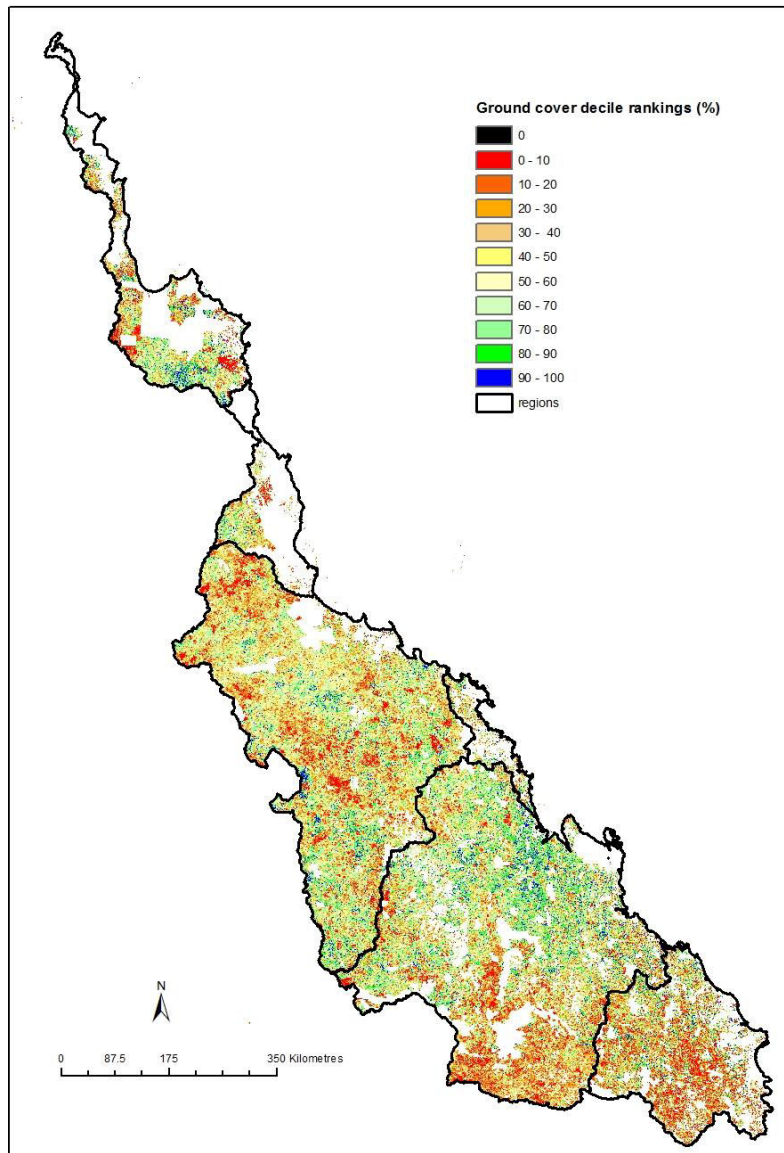 Ground cover decile rankings (%)
0
0 - 10
10 - 20
20 - 30
30 - 40
40 - 50
50 - 60
60 - 70
70 - 80
80 - 90
90 - 100
regions
N
0 87.5 175 350 Kilometres